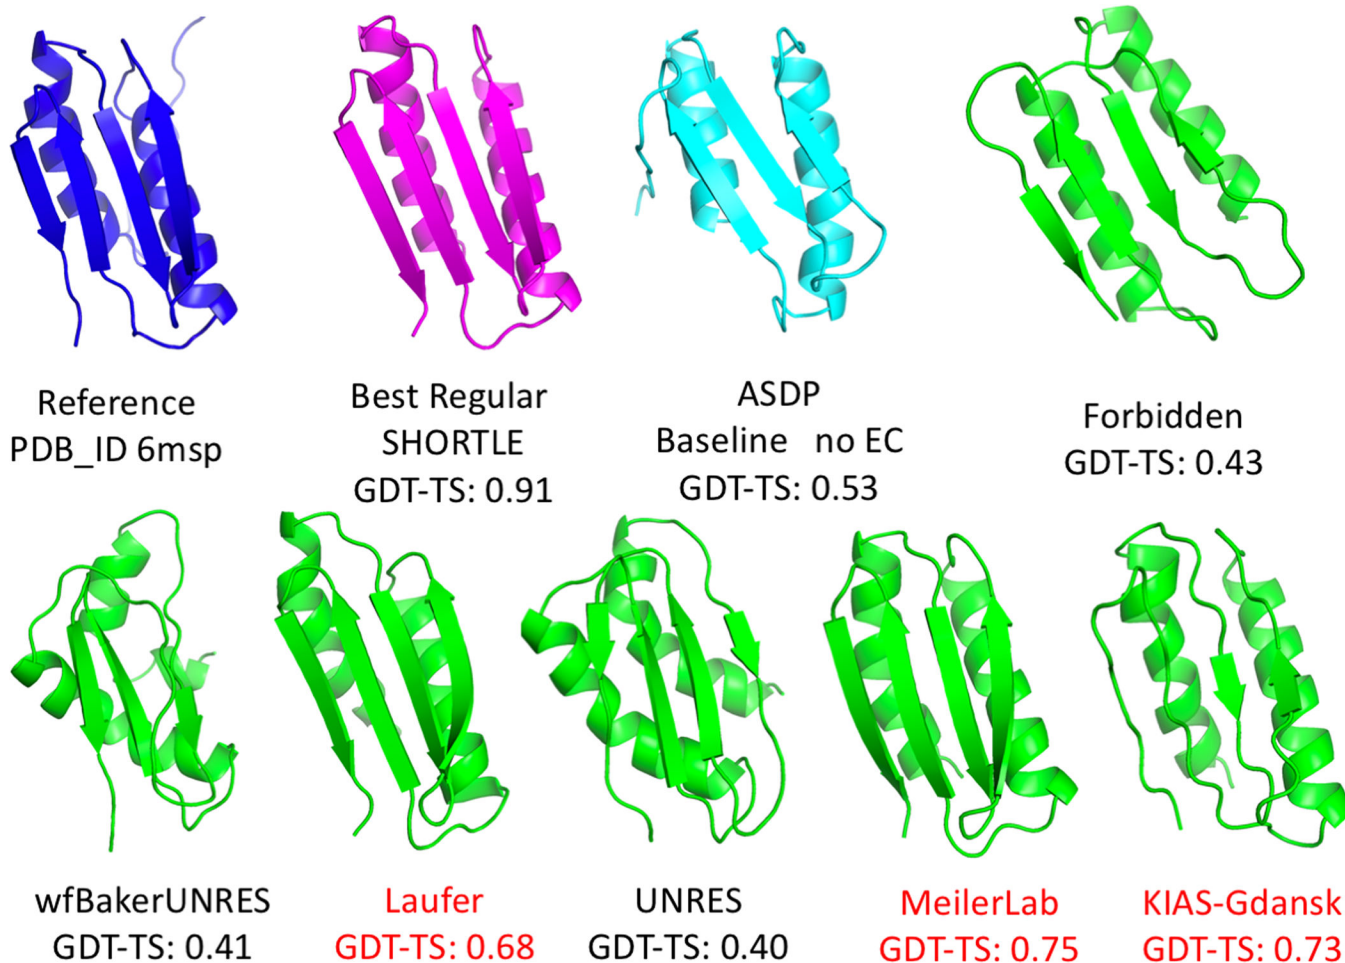 Reference
PDB_ID 6msp
Best Regular
SHORTLE
GDT-TS: 0.91
ASDP
Baseline no EC
GDT-TS: 0.53
Forbidden
GDT-TS: 0.43
wfBakerUNRES
GDT-TS: 0.41
Laufer
GDT-TS: 0.68
UNRES
GDT-TS: 0.40
MeilerLab
GDT-TS: 0.75
KIAS-Gdansk
GDT-TS: 0.73